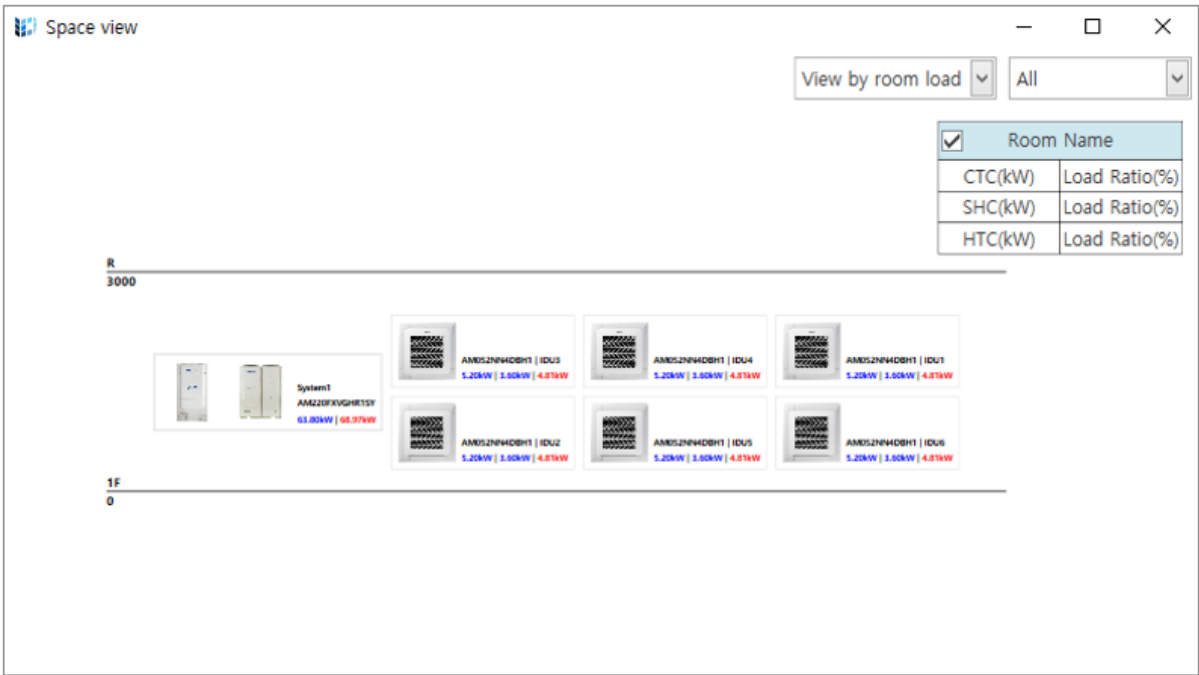 Space view
View by room load
All
Room Name
CTC(kW) Load Ratio(%)
SHC(kW) Load Ratio(%)
HTC(kW) Load Ratio(%)
R
3000
AM052NN4DBH1 | IDU3
5.20kW | 3.60kW | 4.81kW
AM052NN4DBH1 | IDU4
5.20kW | 3.60kW | 4.81kW
AM052NN4DBH1 | IDU1
5.20kW | 3.60kW | 4.81kW
System1
AM220FXVGHR1SY
63.80kW | 68.97kW
AM052NN4DBH1 | IDU2
5.20kW | 3.60kW | 4.81kW
AM052NN4DBH1 | IDU5
5.20kW | 3.60kW | 4.81kW
AM052NN4DBH1 | IDU6
5.20kW | 3.60kW | 4.81kW
1F
0